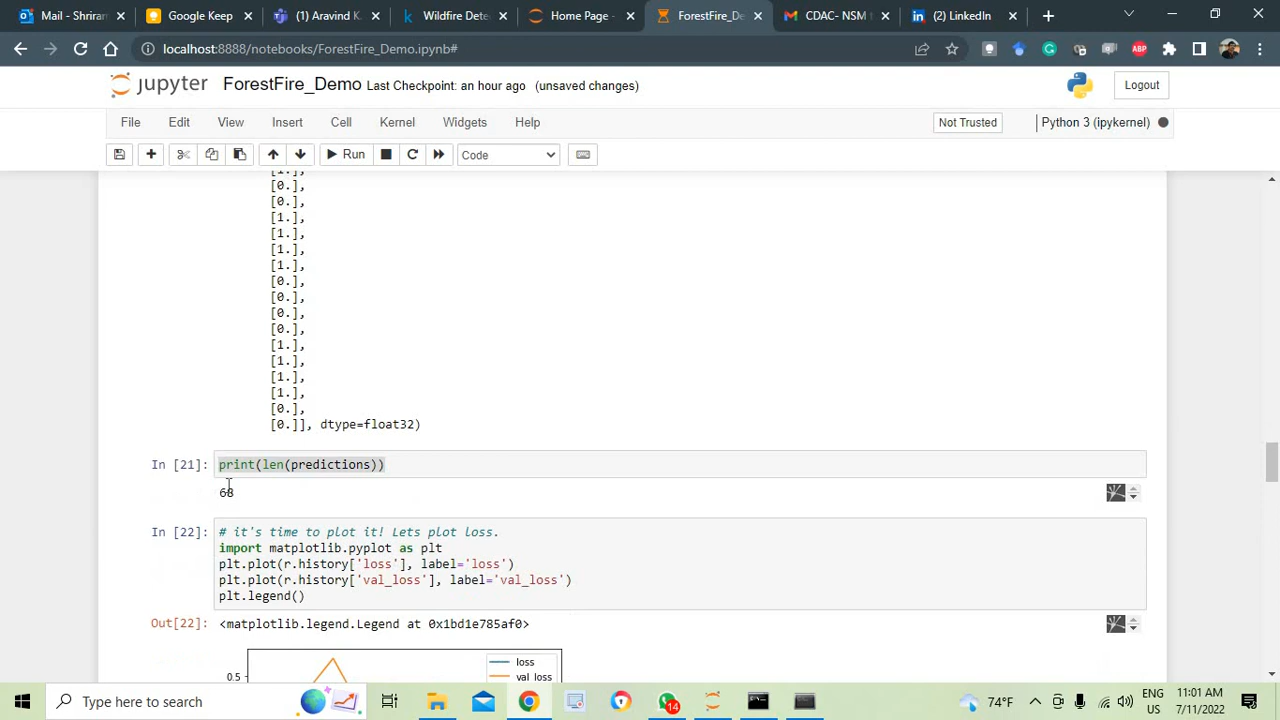 Mail - Shriram
Google Keep
Teams | Aravind K.
Wildfire Dete
Home Page -
ForestFire_De
CDAC- NSM
(2) LinkedIn
localhost:8888/notebooks/ForestFire_Demo.ipynb#
jupyter ForestFire_Demo Last Checkpoint: an hour ago (unsaved changes)
Logout
File Edit View Insert Cell Kernel Widgets Help
Not Trusted
Python 3 (ipykernel)
Run
Code
[1.],
[0.],
[0.],
[1.],
[1.],
[1.],
[1.],
[0.],
[0.],
[0.],
[0.],
[1.],
[1.],
[1.],
[1.],
[0.],
[0.]], dtype=float32)
In [21]: print(len(predictions))
68
In [22]: # it's time to plot it! Lets plot loss.
import matplotlib.pyplot as plt
plt.plot(r.history['loss'], label='loss')
plt.plot(r.history['val_loss'], label='val_loss')
plt.legend()
Out[22]: <matplotlib.legend.Legend at 0x1bd1e785af0>
loss
0.5
val_loss
Type here to search
14
74°F
ENG
US
11:01 AM
7/11/2022